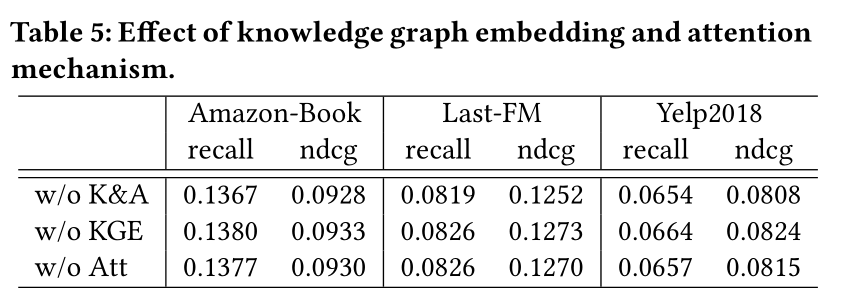 Table 5: Effect of knowledge graph embedding and attention
mechanism.
Amazon-Book Last-FM Yelp2018
recall ndcg recall ndcg recall ndcg
w/o K&A 0.1367 0.0928 0.0819 0.1252 0.0654 0.0808
w/o KGE 0.1380 0.0933 0.0826 0.1273 0.0664 0.0824
w/o Att 0.1377 0.0930 0.0826 0.1270 0.0657 0.0815